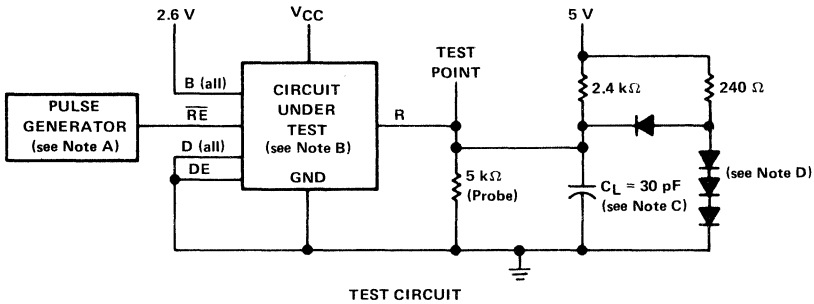 2.6 V
VCC
5 V
TEST
POINT
B (all)
CIRCUIT
UNDER
TEST
(see Note B)
GND
2.4 kΩ
240 Ω
PULSE
GENERATOR
(see Note A)
R̅E̅
R
D (all)
DE
5 kΩ
(Probe)
CL = 30 pF
(see Note C)
(see Note D)
TEST CIRCUIT